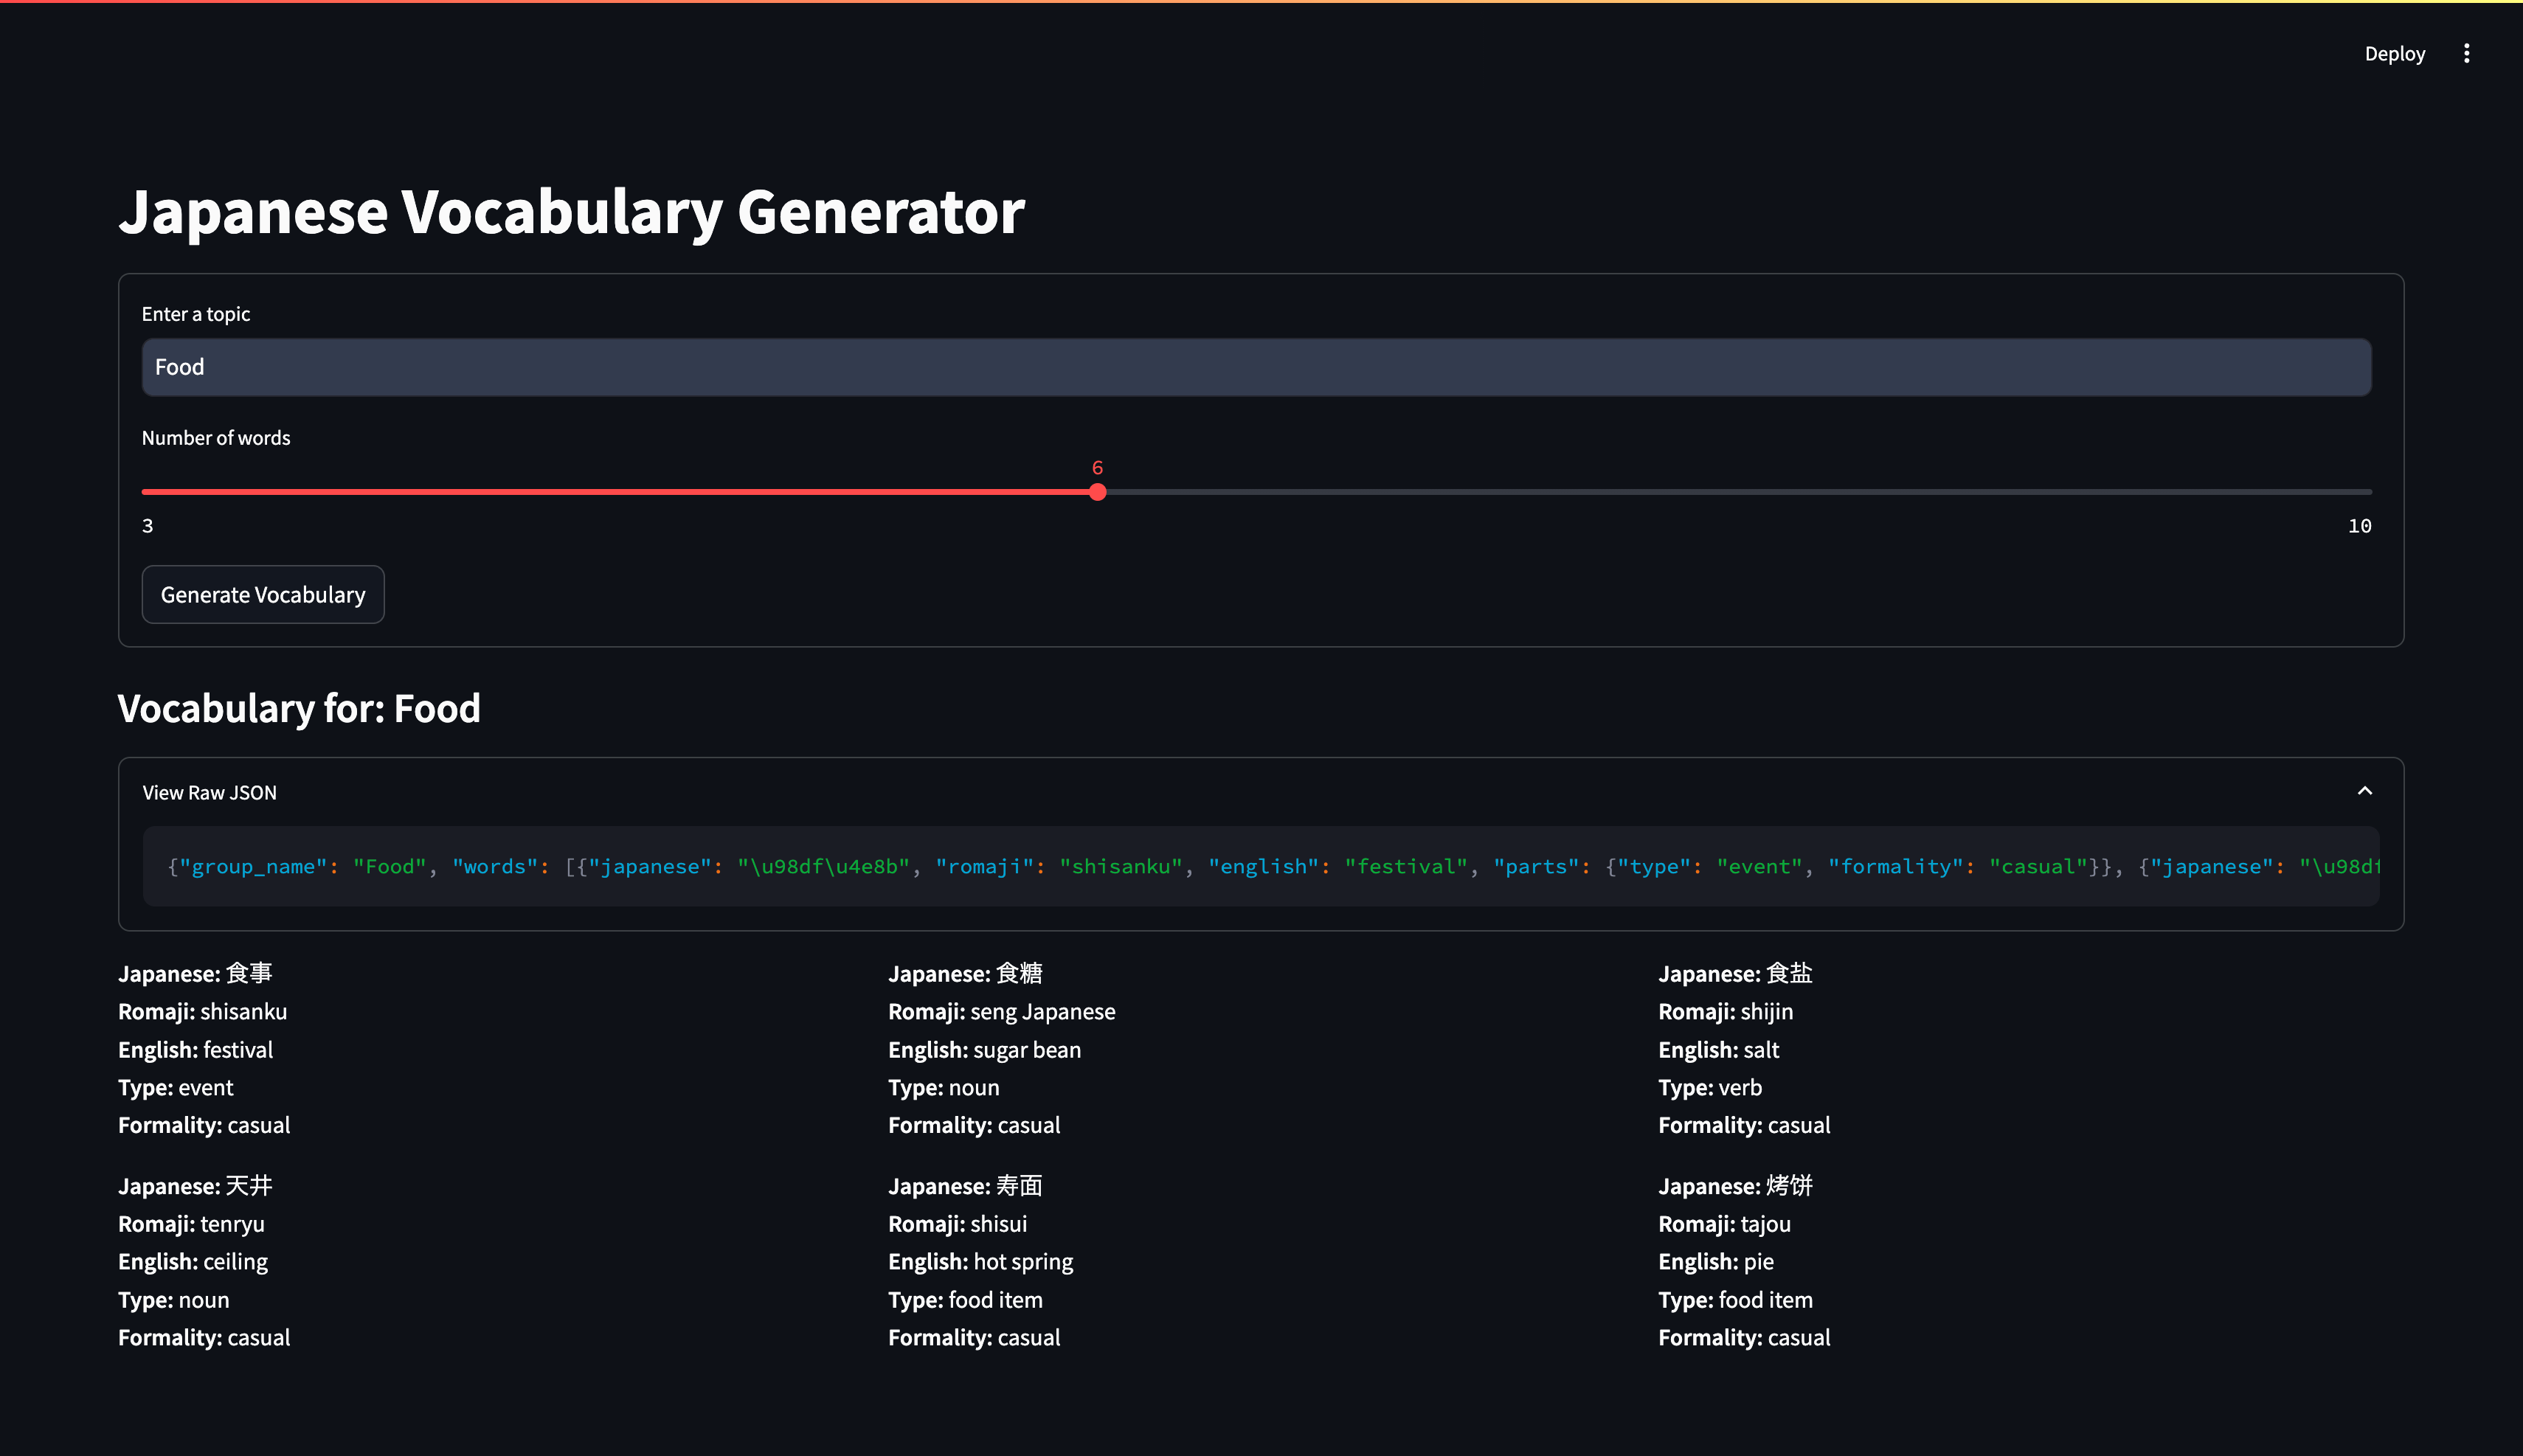 Deploy
Japanese Vocabulary Generator
Enter a topic
Food
Number of words
6
3
10
Generate Vocabulary
Vocabulary for: Food
View Raw JSON
{"group_name": "Food", "words": [{"japanese": "\u98df\u4e8b", "romaji": "shisanku", "english": "festival", "parts": {"type": "event", "formality": "casual"}}, {"japanese": "\u98df
Japanese: 食事
Romaji: shisanku
English: festival
Type: event
Formality: casual
Japanese: 食糖
Romaji: seng Japanese
English: sugar bean
Type: noun
Formality: casual
Japanese: 食盐
Romaji: shijin
English: salt
Type: verb
Formality: casual
Japanese: 天井
Romaji: tenryu
English: ceiling
Type: noun
Formality: casual
Japanese: 寿面
Romaji: shisui
English: hot spring
Type: food item
Formality: casual
Japanese: 烤饼
Romaji: tajou
English: pie
Type: food item
Formality: casual